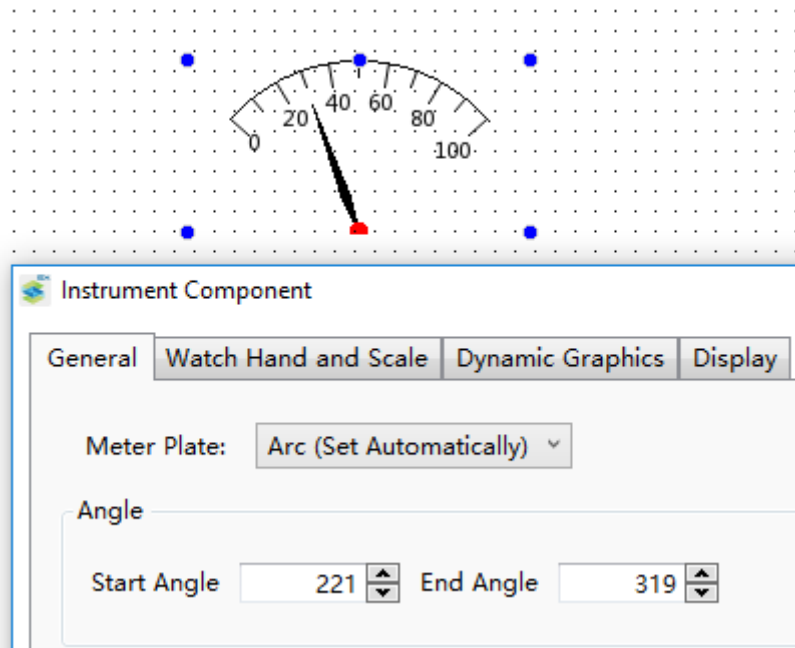 0 20 40 60 80 100
Instrument Component
General Watch Hand and Scale Dynamic Graphics Display
Meter Plate: Arc (Set Automatically)
Angle
Start Angle 221 End Angle 319